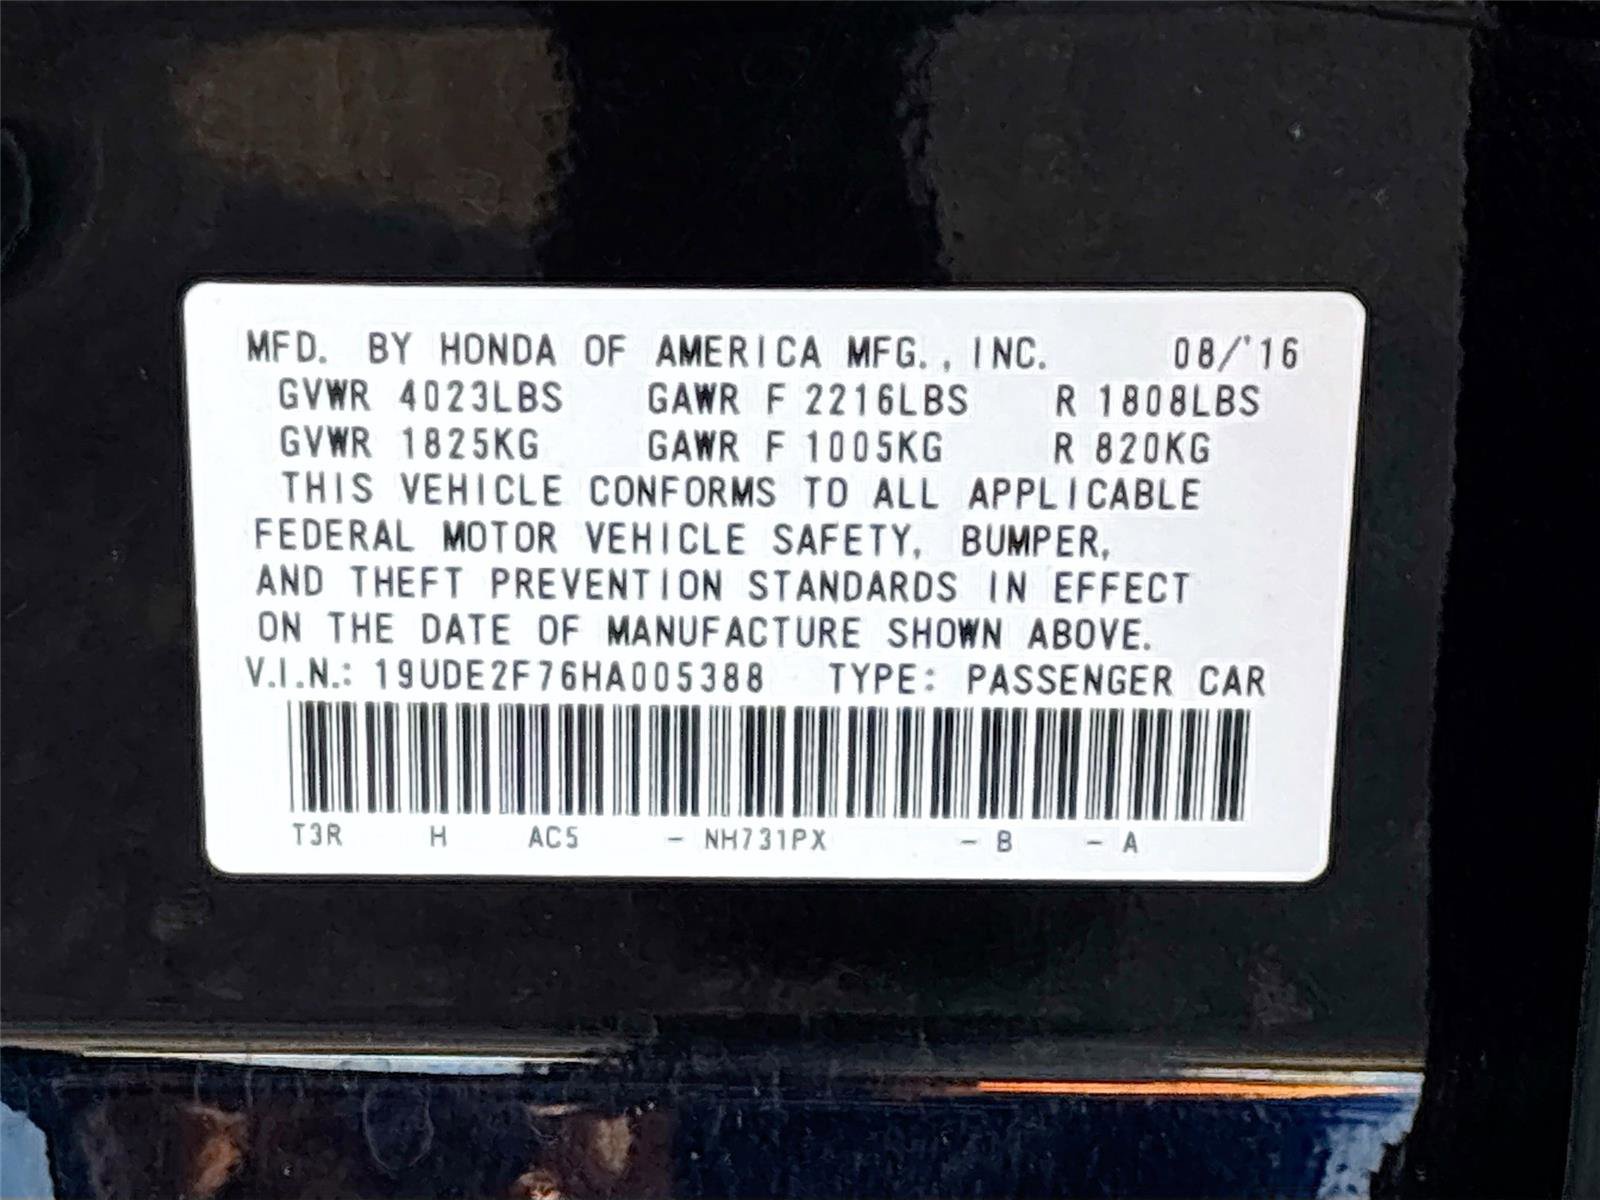 MFD. BY HONDA OF AMERICA MFG., INC. 08/'16
GVWR 4023LBS GAWR F 2216LBS R 1808LBS
GVWR 1825KG GAWR F 1005KG R 820KG
THIS VEHICLE CONFORMS TO ALL APPLICABLE
FEDERAL MOTOR VEHICLE SAFETY, BUMPER,
AND THEFT PREVENTION STANDARDS IN EFFECT
ON THE DATE OF MANUFACTURE SHOWN ABOVE.
V.I.N.: 19UDE2F76HA005388 TYPE: PASSENGER CAR
T3R H AC5 - NH731PX - B - A